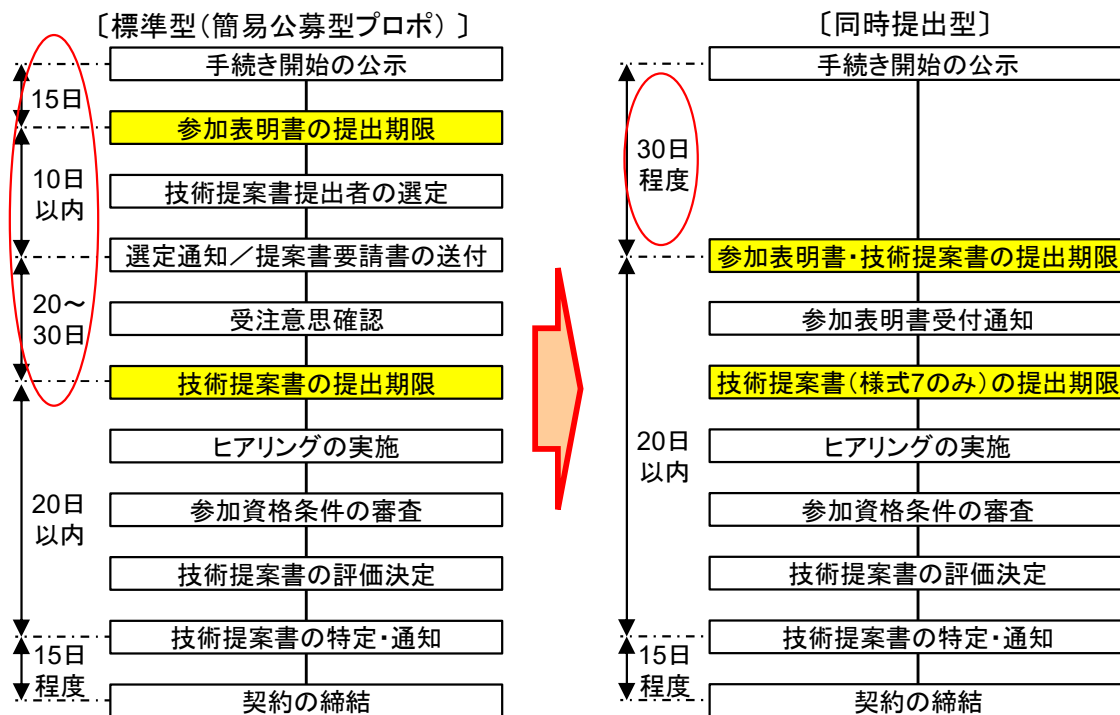 〔標準型(簡易公募型プロポ) 〕
手続き開始の公示
15日
参加表明書の提出期限
10日
以内
技術提案書提出者の選定
選定通知/提案書要請書の送付
20～
30日
受注意思確認
技術提案書の提出期限
ヒアリングの実施
20日
以内
参加資格条件の審査
技術提案書の評価決定
技術提案書の特定・通知
15日
程度
契約の締結
〔同時提出型〕
手続き開始の公示
30日
程度
参加表明書・技術提案書の提出期限
参加表明書受付通知
技術提案書(様式7のみ)の提出期限
ヒアリングの実施
20日
以内
参加資格条件の審査
技術提案書の評価決定
技術提案書の特定・通知
15日
程度
契約の締結